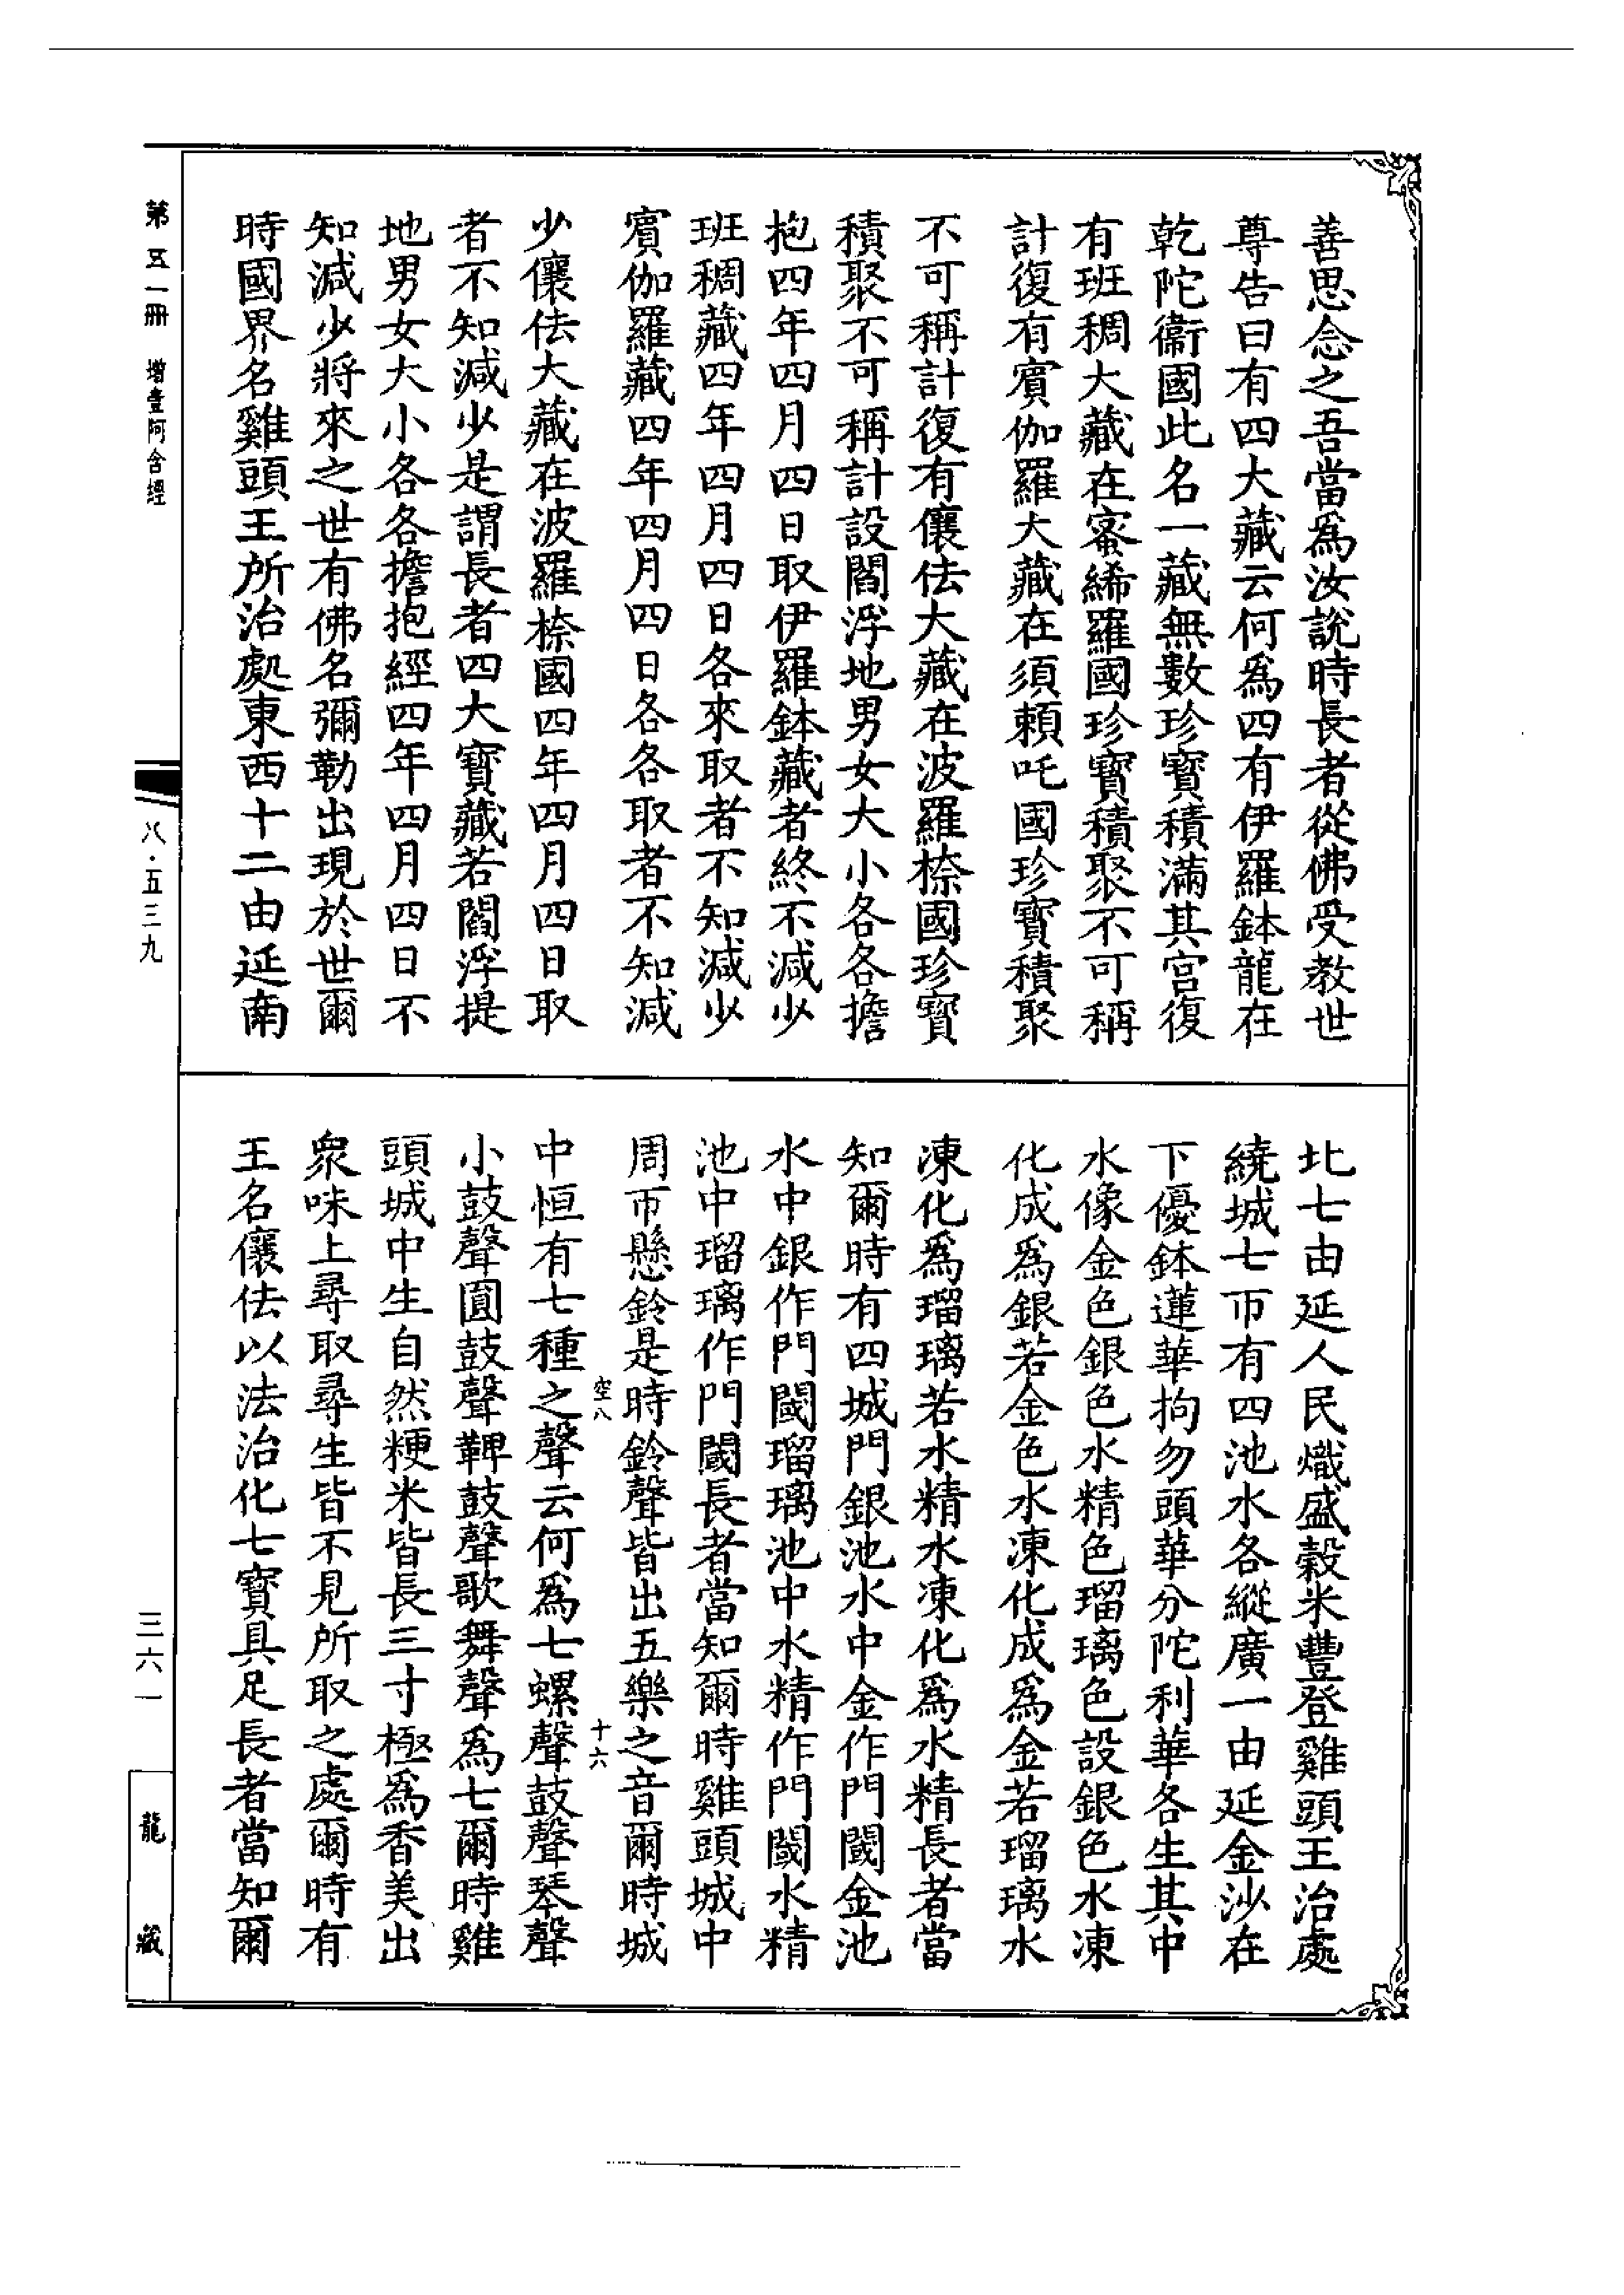 善思念之吾當爲汝說時長者從佛受教世
尊告曰有四大藏云何爲四有伊羅鉢龍在
乾陀衞國此名一藏無數珍寶積滿其宮復
有班稠大藏在蜜絺羅國珍寶積聚不可稱
計復有賓伽羅大藏在須賴吒國珍寶積聚
不可稱計復有儴佉大藏在波羅㮈國珍寶
積聚不可稱計設閻浮地男女大小各各擔
抱四年四月四日取伊羅鉢藏者終不減少
班稠藏四年四月四日各來取者不知減少
賓伽羅藏四年四月四日各各取者不知減
少儴佉大藏在波羅㮈國四年四月四日取
者不知減少是謂長者四大寶藏若閻浮提
地男女大小各各擔抱經四年四月四日不
知減少將來之世有佛名彌勒出現於世爾
時國界名雞頭王所治處東西十二由延南
北七由延人民熾盛穀米豐登雞頭王治處
繞城七帀有四池水各縱廣一由延金沙在
下優鉢蓮華拘勿頭華分陀利華各生其中
水像金色銀色水精色瑠璃色設銀色水凍
化成爲銀若金色水凍化成爲金若瑠璃水
凍化爲瑠璃若水精水凍化爲水精長者當
知爾時有四城門銀池水中金作門閾金池
水中銀作門閾瑠璃池中水精作門閾水精
池中瑠璃作門閾長者當知爾時雞頭城中
周帀懸鈴是時鈴聲皆出五樂之音爾時城
空八
十六
中恒有七種之聲云何爲七螺聲鼓聲琴聲
小鼓聲圓鼓聲鞞鼓聲歌舞聲爲七爾時雞
頭城中生自然粳米皆長三寸極爲香美出
衆味上尋取尋生皆不見所取之處爾時有
王名儴佉以法治化七寶具足長者當知爾
第五一冊 增壹阿含經
八·五三九
三六一
龍藏